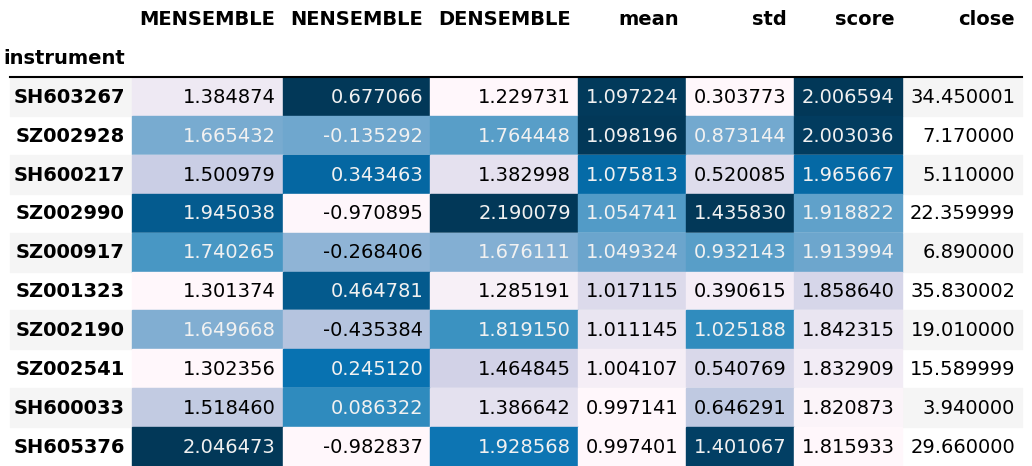 MENSEMBLE NENSEMBLE DENSEMBLE mean std score close
instrument
SH603267 1.384874 0.677066 1.229731 1.097224 0.303773 2.006594 34.450001
SZ002928 1.665432 -0.135292 1.764448 1.098196 0.873144 2.003036 7.170000
SH600217 1.500979 0.343463 1.382998 1.075813 0.520085 1.965667 5.110000
SZ002990 1.945038 -0.970895 2.190079 1.054741 1.435830 1.918822 22.359999
SZ000917 1.740265 -0.268406 1.676111 1.049324 0.932143 1.913994 6.890000
SZ001323 1.301374 0.464781 1.285191 1.017115 0.390615 1.858640 35.830002
SZ002190 1.649668 -0.435384 1.819150 1.011145 1.025188 1.842315 19.010000
SZ002541 1.302356 0.245120 1.464845 1.004107 0.540769 1.832909 15.589999
SH600033 1.518460 0.086322 1.386642 0.997141 0.646291 1.820873 3.940000
SH605376 2.046473 -0.982837 1.928568 0.997401 1.401067 1.815933 29.660000